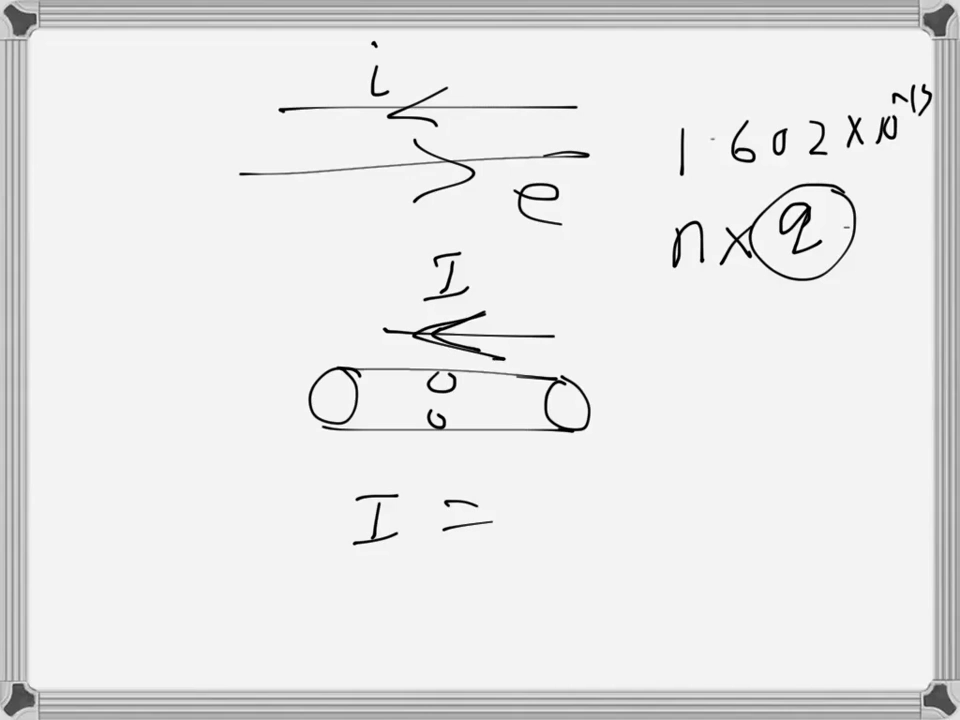 i
1.602 x 10^-19
e
n x q
I
I =